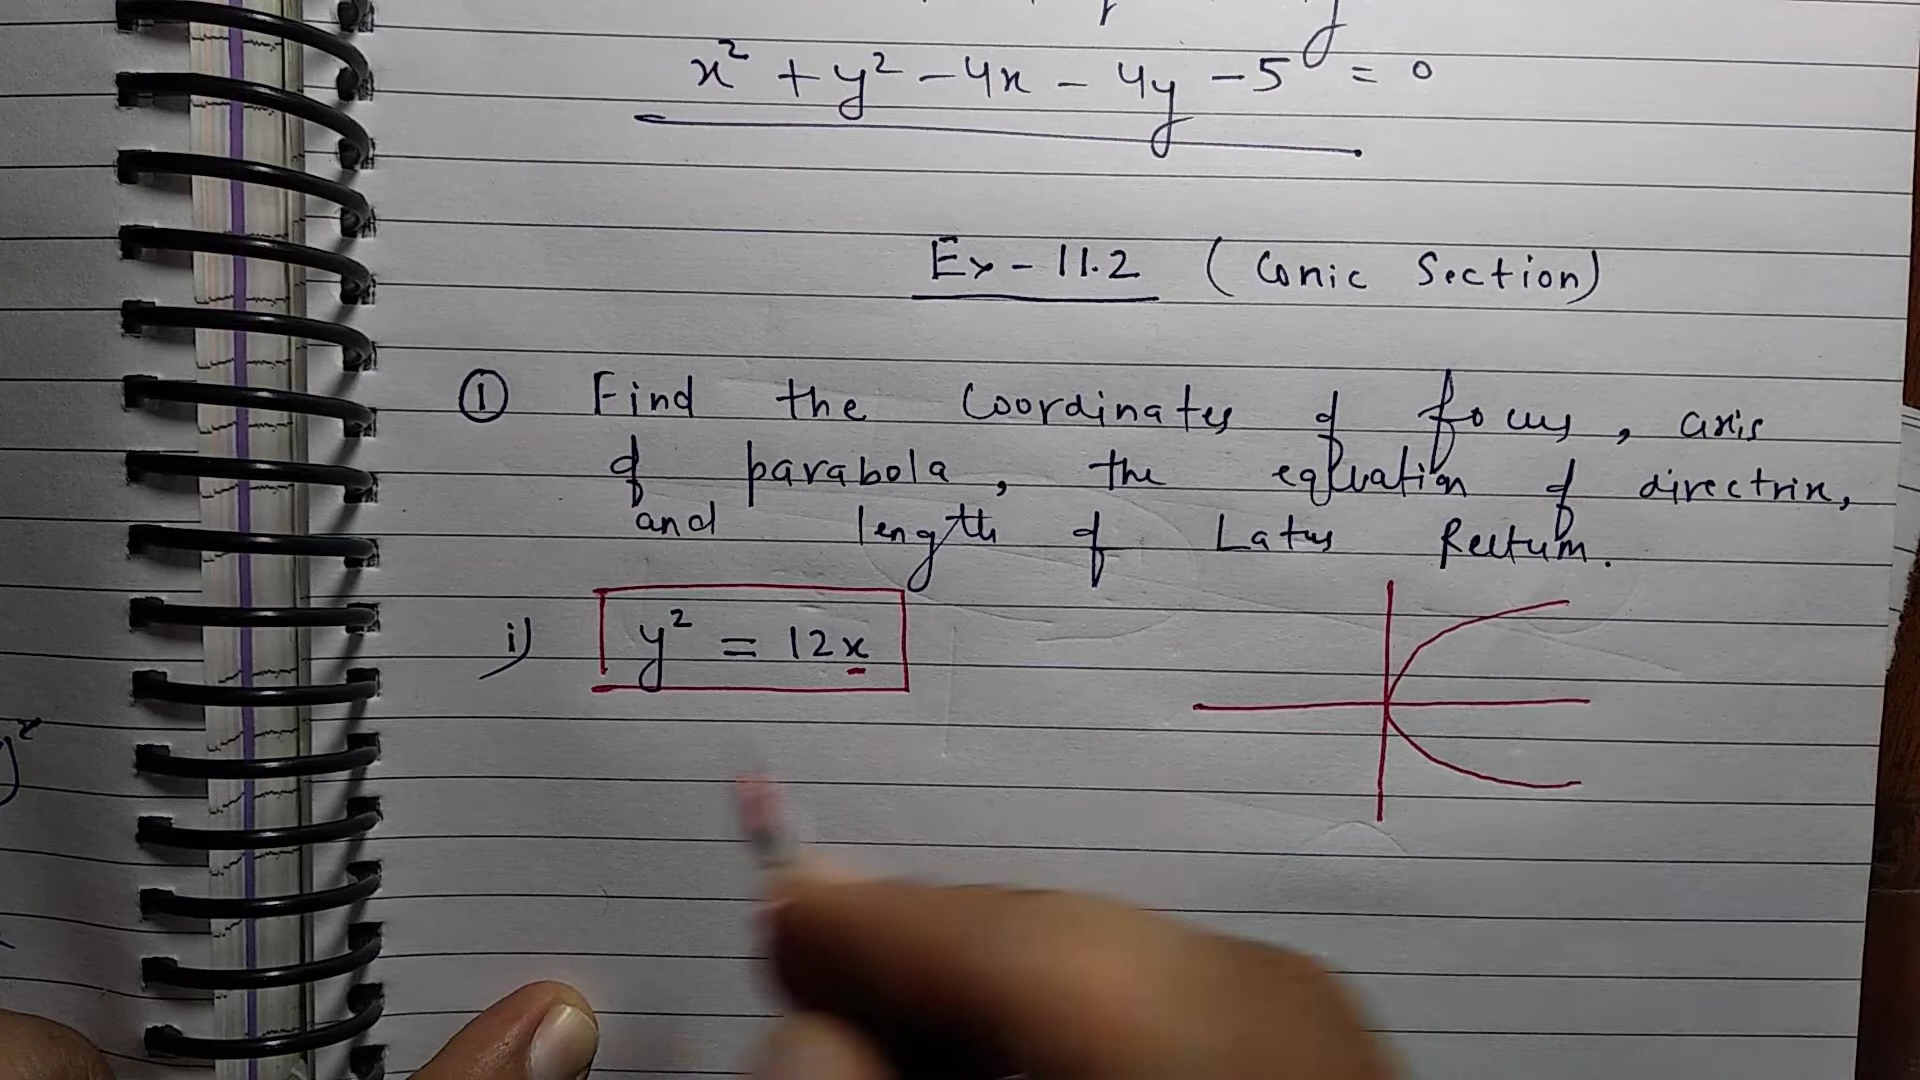 x² + y² - 4x - 4y - 5 = 0
Ex - 11.2 (Conic Section)
① Find the Coordinates of focus, axis
of parabola, the equation of directrix,
and length of Latus Rectum.
i) y² = 12x